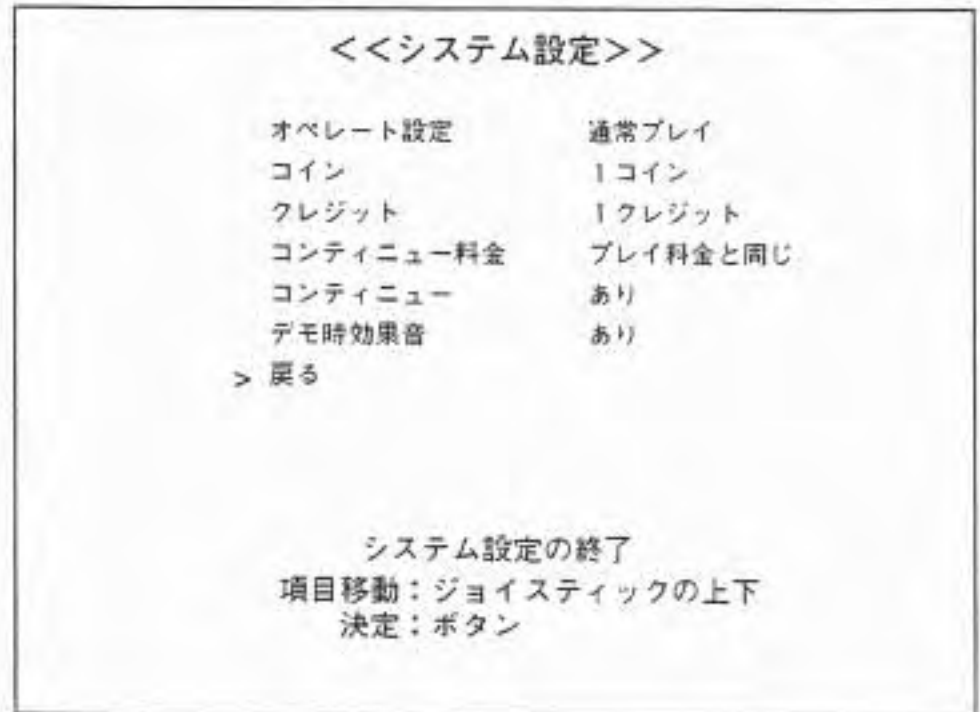 <<システム設定>>
オペレート設定 通常プレイ
コイン 1コイン
クレジット 1クレジット
コンティニュー料金 プレイ料金と同じ
コンティニュー あり
デモ時効果音 あり
> 戻る
システム設定の終了
項目移動：ジョイスティックの上下
決定：ボタン